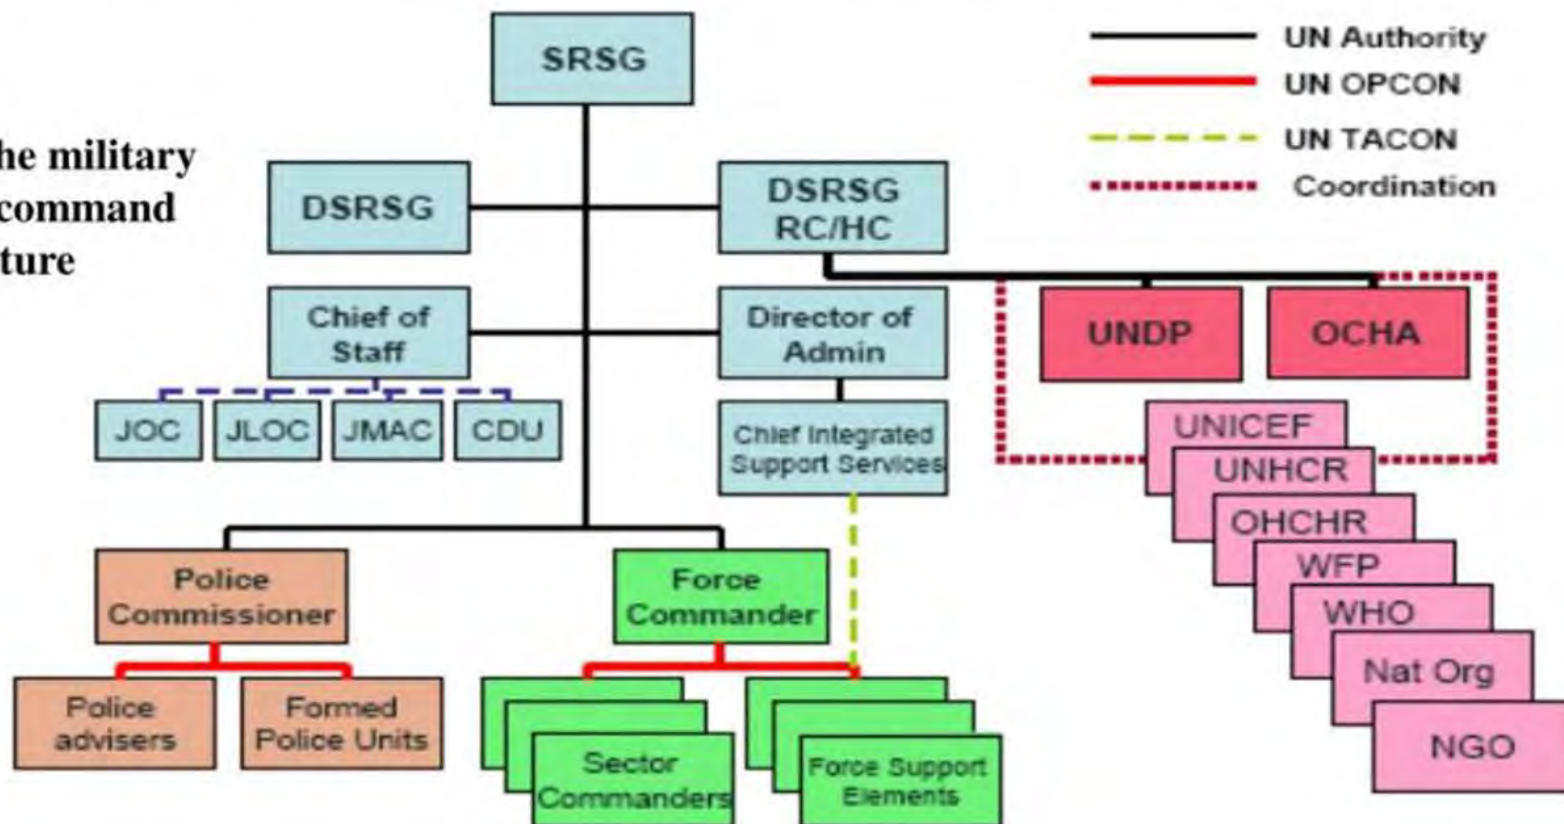 SRSG
UN Authority
UN OPCON
UN TACON
Coordination
he military
command
ture
DSRSG
DSRSG
RC/HC
Chief of
Staff
Director of
Admin
UNDP
OCHA
JOC
JLOC
JMAC
CDU
Chief Integrated
Support Services
UNICEF
UNHCR
OHCHR
WFP
WHO
Nat Org
NGO
Police
Commissioner
Force
Commander
Police
advisers
Formed
Police Units
Sector
Commanders
Force Support
Elements